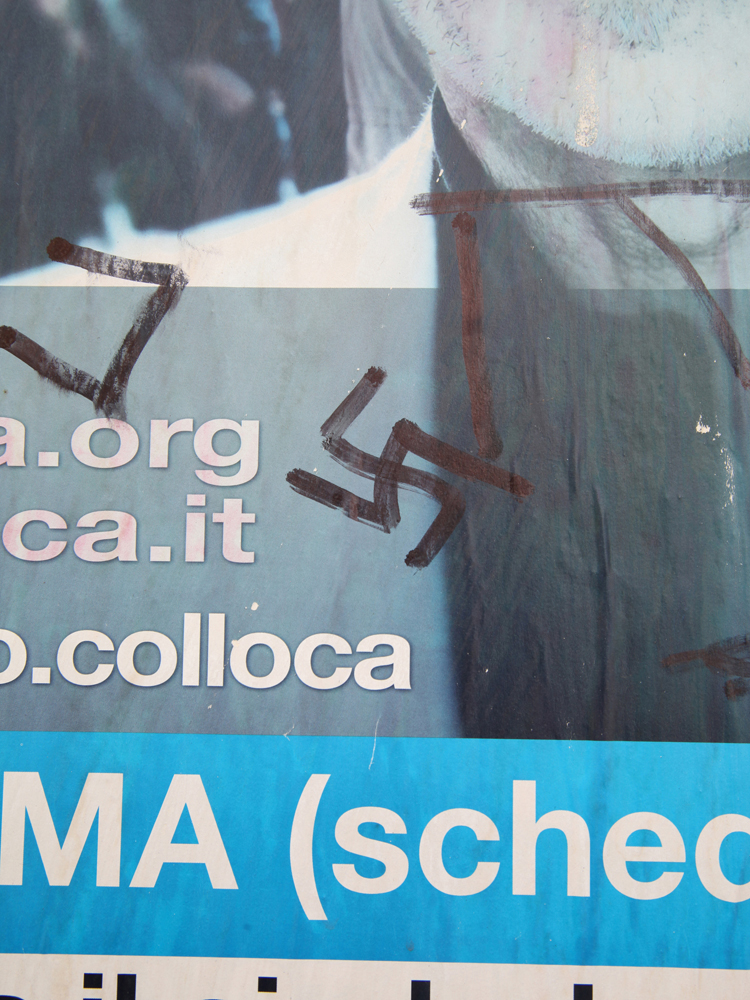 a.org
ca.it
o.colloca
MA (sched